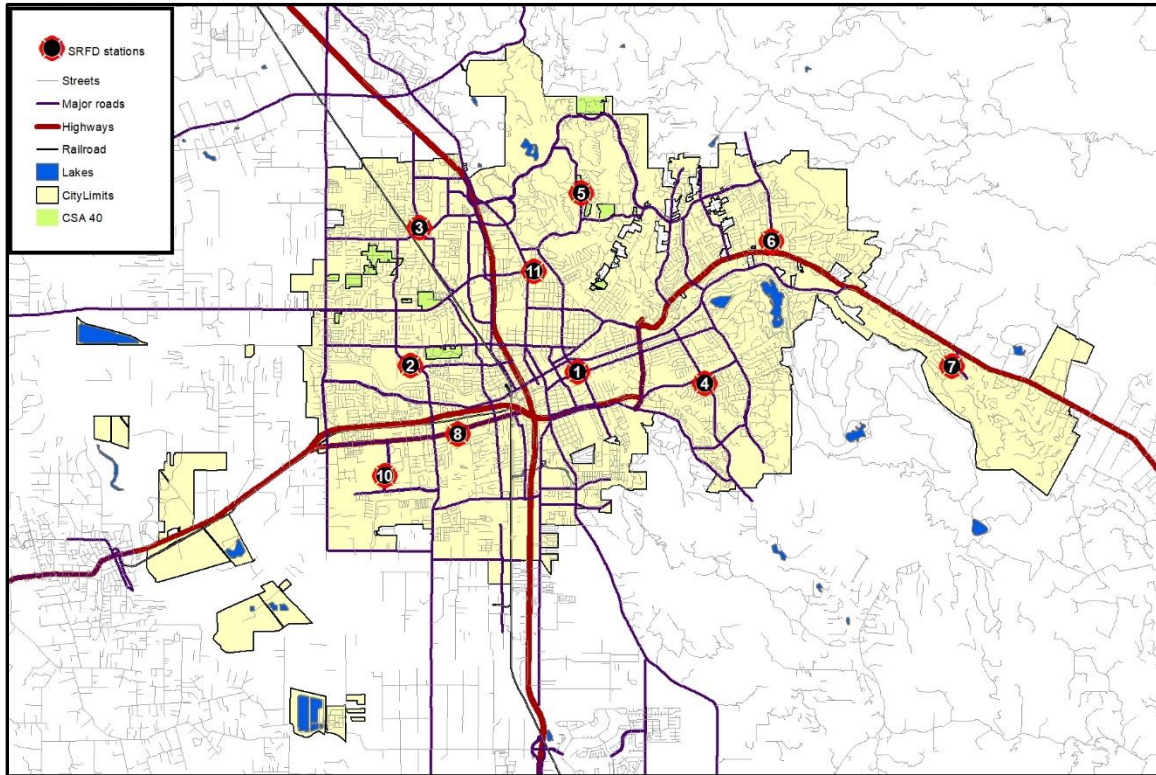 SRFD stations
Streets
Major roads
Highways
Railroad
Lakes
CityLimits
CSA 40
5
3
6
11
2
1
7
4
8
10